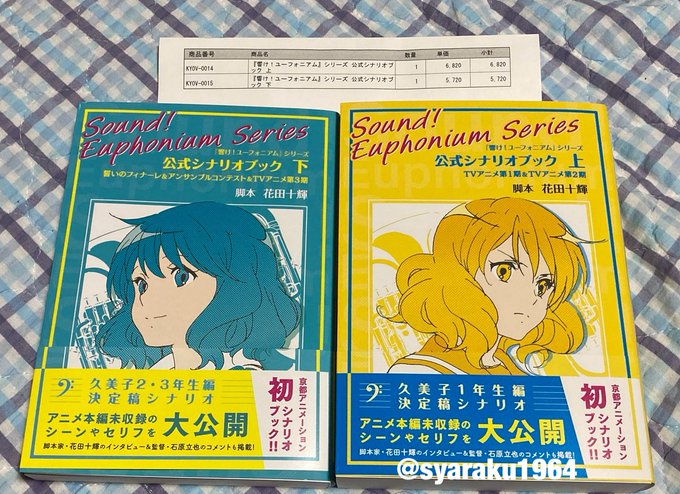 商品番号 商品名 数量 単価 小計
KYOV-0014 『響け！ユーフォニアム』シリーズ 公式シナリオブック 上 1 6,820 6,820
KYOV-0015 『響け！ユーフォニアム』シリーズ 公式シナリオブック 下 1 5,720 5,720
Sound!
Euphonium Series
『響け！ユーフォニアム』シリーズ
公式シナリオブック 下
誓いのフィナーレ&アンサンブルコンテスト&TVアニメ第3期
脚本 花田十輝
久美子2・3年生編
決定稿シナリオ
アニメ本編未収録の
シーンやセリフを 大公開
脚本家・花田十輝のインタビュー&監督・石原立也のコメントも掲載!
京都アニメーション
初
シナリオ
ブック!!
Sound!
Euphonium Series
『響け！ユーフォニアム』シリーズ
公式シナリオブック 上
TVアニメ第1期&TVアニメ第2期
脚本 花田十輝
久美子1年生編
決定稿シナリオ
アニメ本編未収録の
シーンやセリフを 大公開
脚本家・花田十輝のインタビュー&監督・石原立也のコメントも掲載!
京都アニメーション
初
シナリオ
ブック!!
@syaraku1964